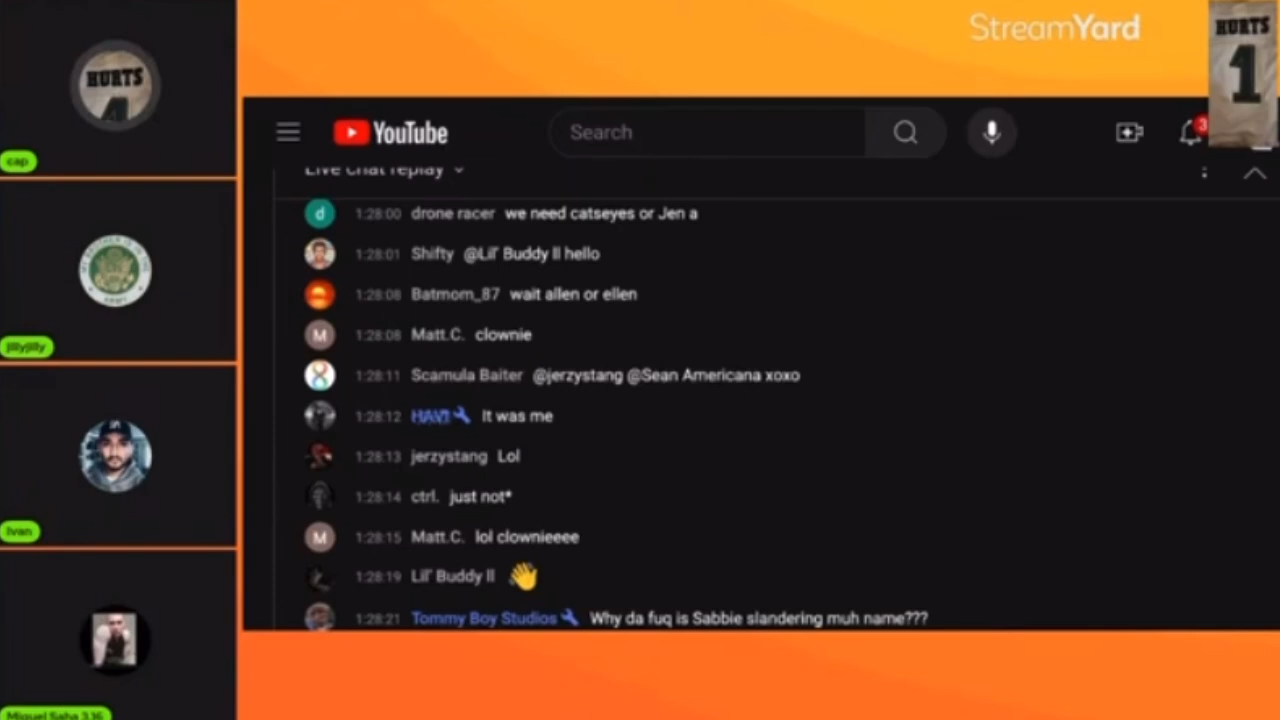 StreamYard
HURTS
1
HURTS
cap
jillyjilly
Ivan
Miguel Saha 3.16
YouTube
Search
3
Live chat replay
d
1:28:00 drone racer we need catseyes or Jen a
1:28:01 Shifty @Lil' Buddy ll hello
1:28:08 Batmom_87 wait allen or ellen
M
1:28:08 Matt.C. clownie
1:28:11 Scamula Baiter @jerzystang @Sean Americana xoxo
1:28:12 HAVI It was me
1:28:13 jerzystang Lol
1:28:14 ctrl. just not*
M
1:28:15 Matt.C. lol clownieeee
1:28:19 Lil' Buddy ll 👋
1:28:21 Tommy Boy Studios Why da fuq is Sabbie slandering muh name???